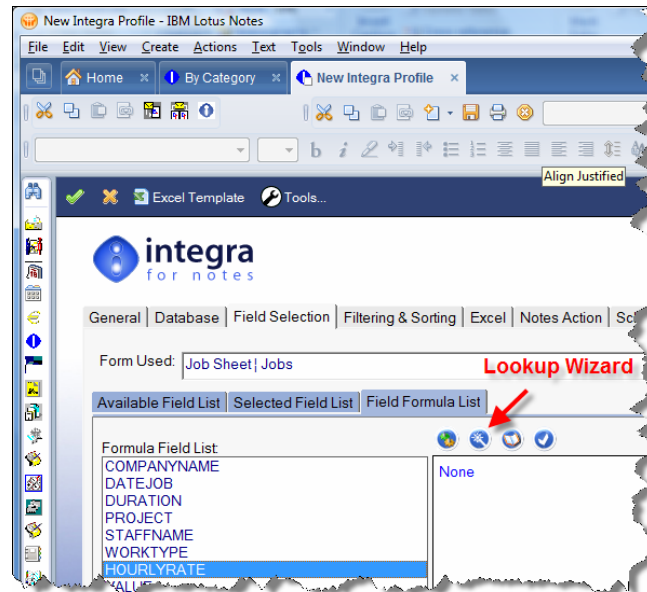 New Integra Profile - IBM Lotus Notes
File Edit View Create Actions Text Tools Window Help
Home By Category New Integra Profile
b i
Align Justified
Excel Template Tools...
integra
for notes
General Database Field Selection Filtering & Sorting Excel Notes Action Sc
Form Used: Job Sheet¦ Jobs
Lookup Wizard
Available Field List Selected Field List Field Formula List
Formula Field List:
None
COMPANYNAME
DATEJOB
DURATION
PROJECT
STAFFNAME
WORKTYPE
HOURLYRATE